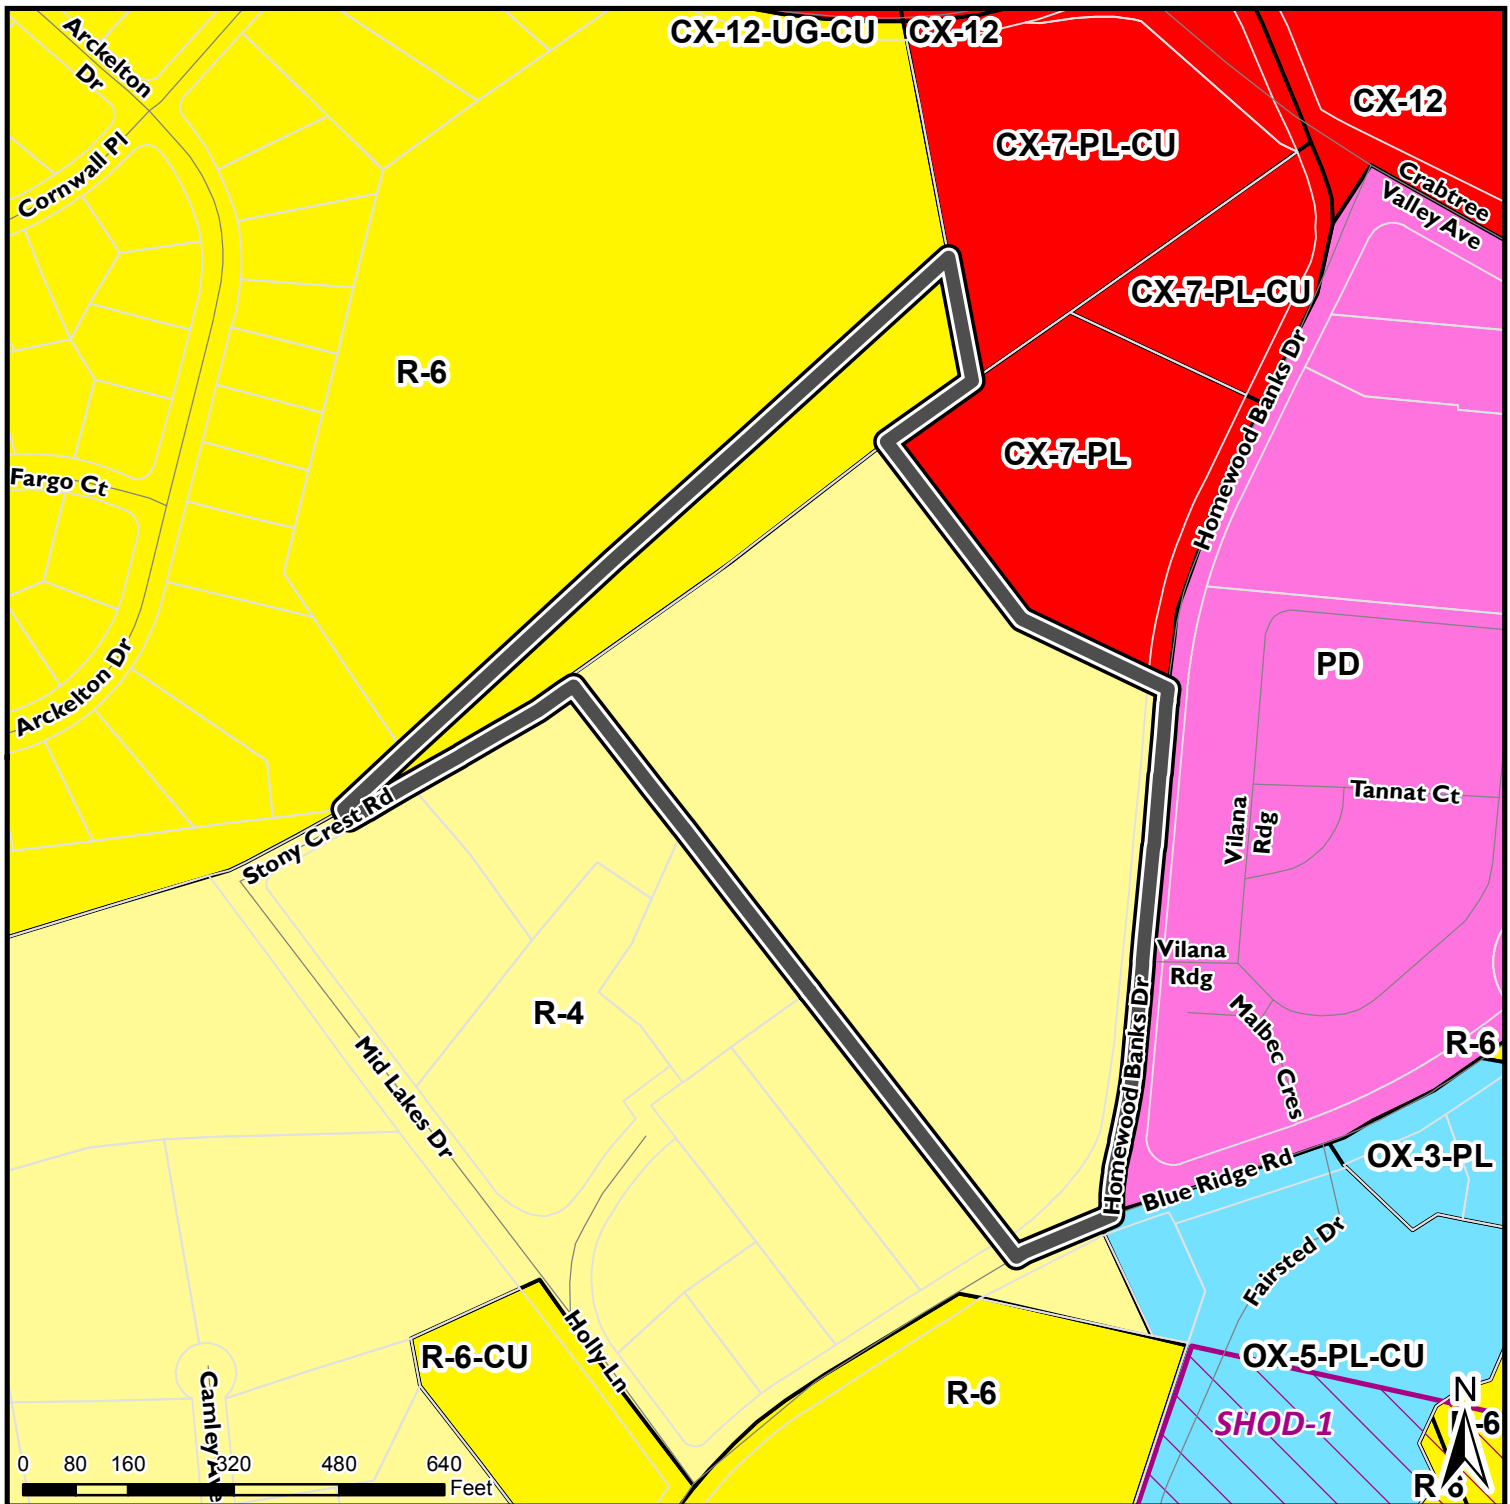 CX-12-UG-CU
CX-12
Arckelton
Dr
CX-12
Cornwall Pl
CX-7-PL-CU
Crabtree
Valley Ave
CX-7-PL-CU
R-6
Homewood Banks Dr
CX-7-PL
Fargo Ct
PD
Arckelton Dr
Tannat Ct
Vilana
Rdg
Stony Crest Rd
Vilana
Rdg
R-4
Malbec Cres
R-6
Mid Lakes Dr
Homewood Banks Dr
OX-3-PL
Blue Ridge Rd
Fairsted Dr
Holly Ln
R-6-CU
OX-5-PL-CU
R-6
Camley Ave
SHOD-1
N
R-6
0 80 160 320 480 640
Feet
R-6